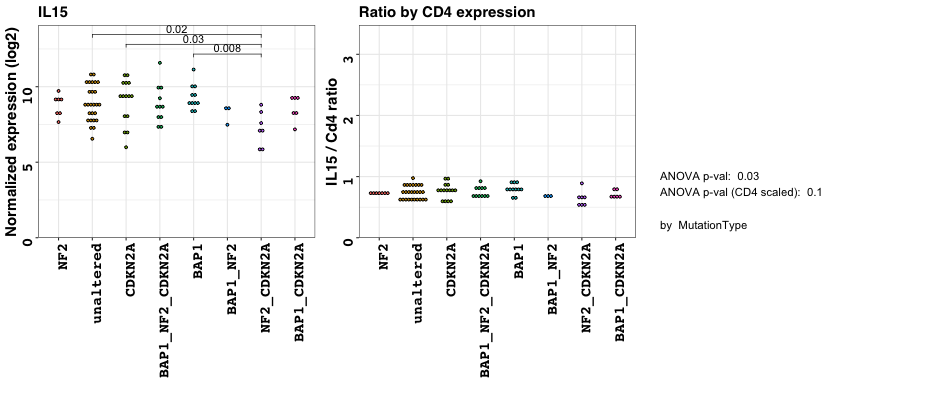 IL15
Normalized expression (log2)
0
5
10
0.02
0.03
0.008
NF2
unaltered
CDKN2A
BAP1_NF2_CDKN2A
BAP1
BAP1_NF2
NF2_CDKN2A
BAP1_CDKN2A
Ratio by CD4 expression
IL15 / Cd4 ratio
0
1
2
3
NF2
unaltered
CDKN2A
BAP1_NF2_CDKN2A
BAP1
BAP1_NF2
NF2_CDKN2A
BAP1_CDKN2A
ANOVA p-val: 0.03
ANOVA p-val (CD4 scaled): 0.1
by MutationType